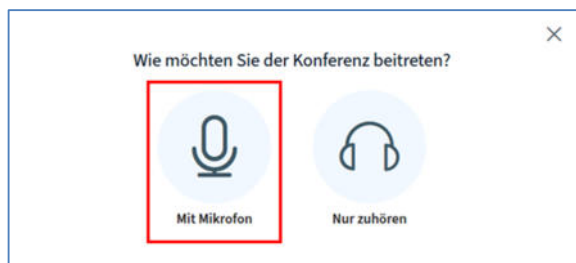 Wie möchten Sie der Konferenz beitreten?
Mit Mikrofon
Nur zuhören